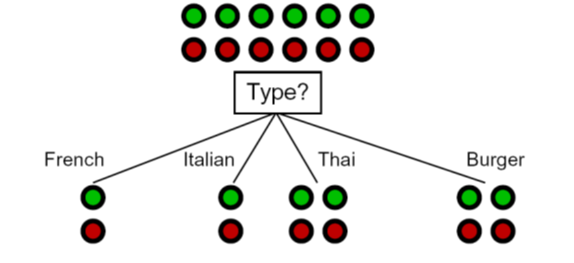 Type?
French
Italian
Thai
Burger